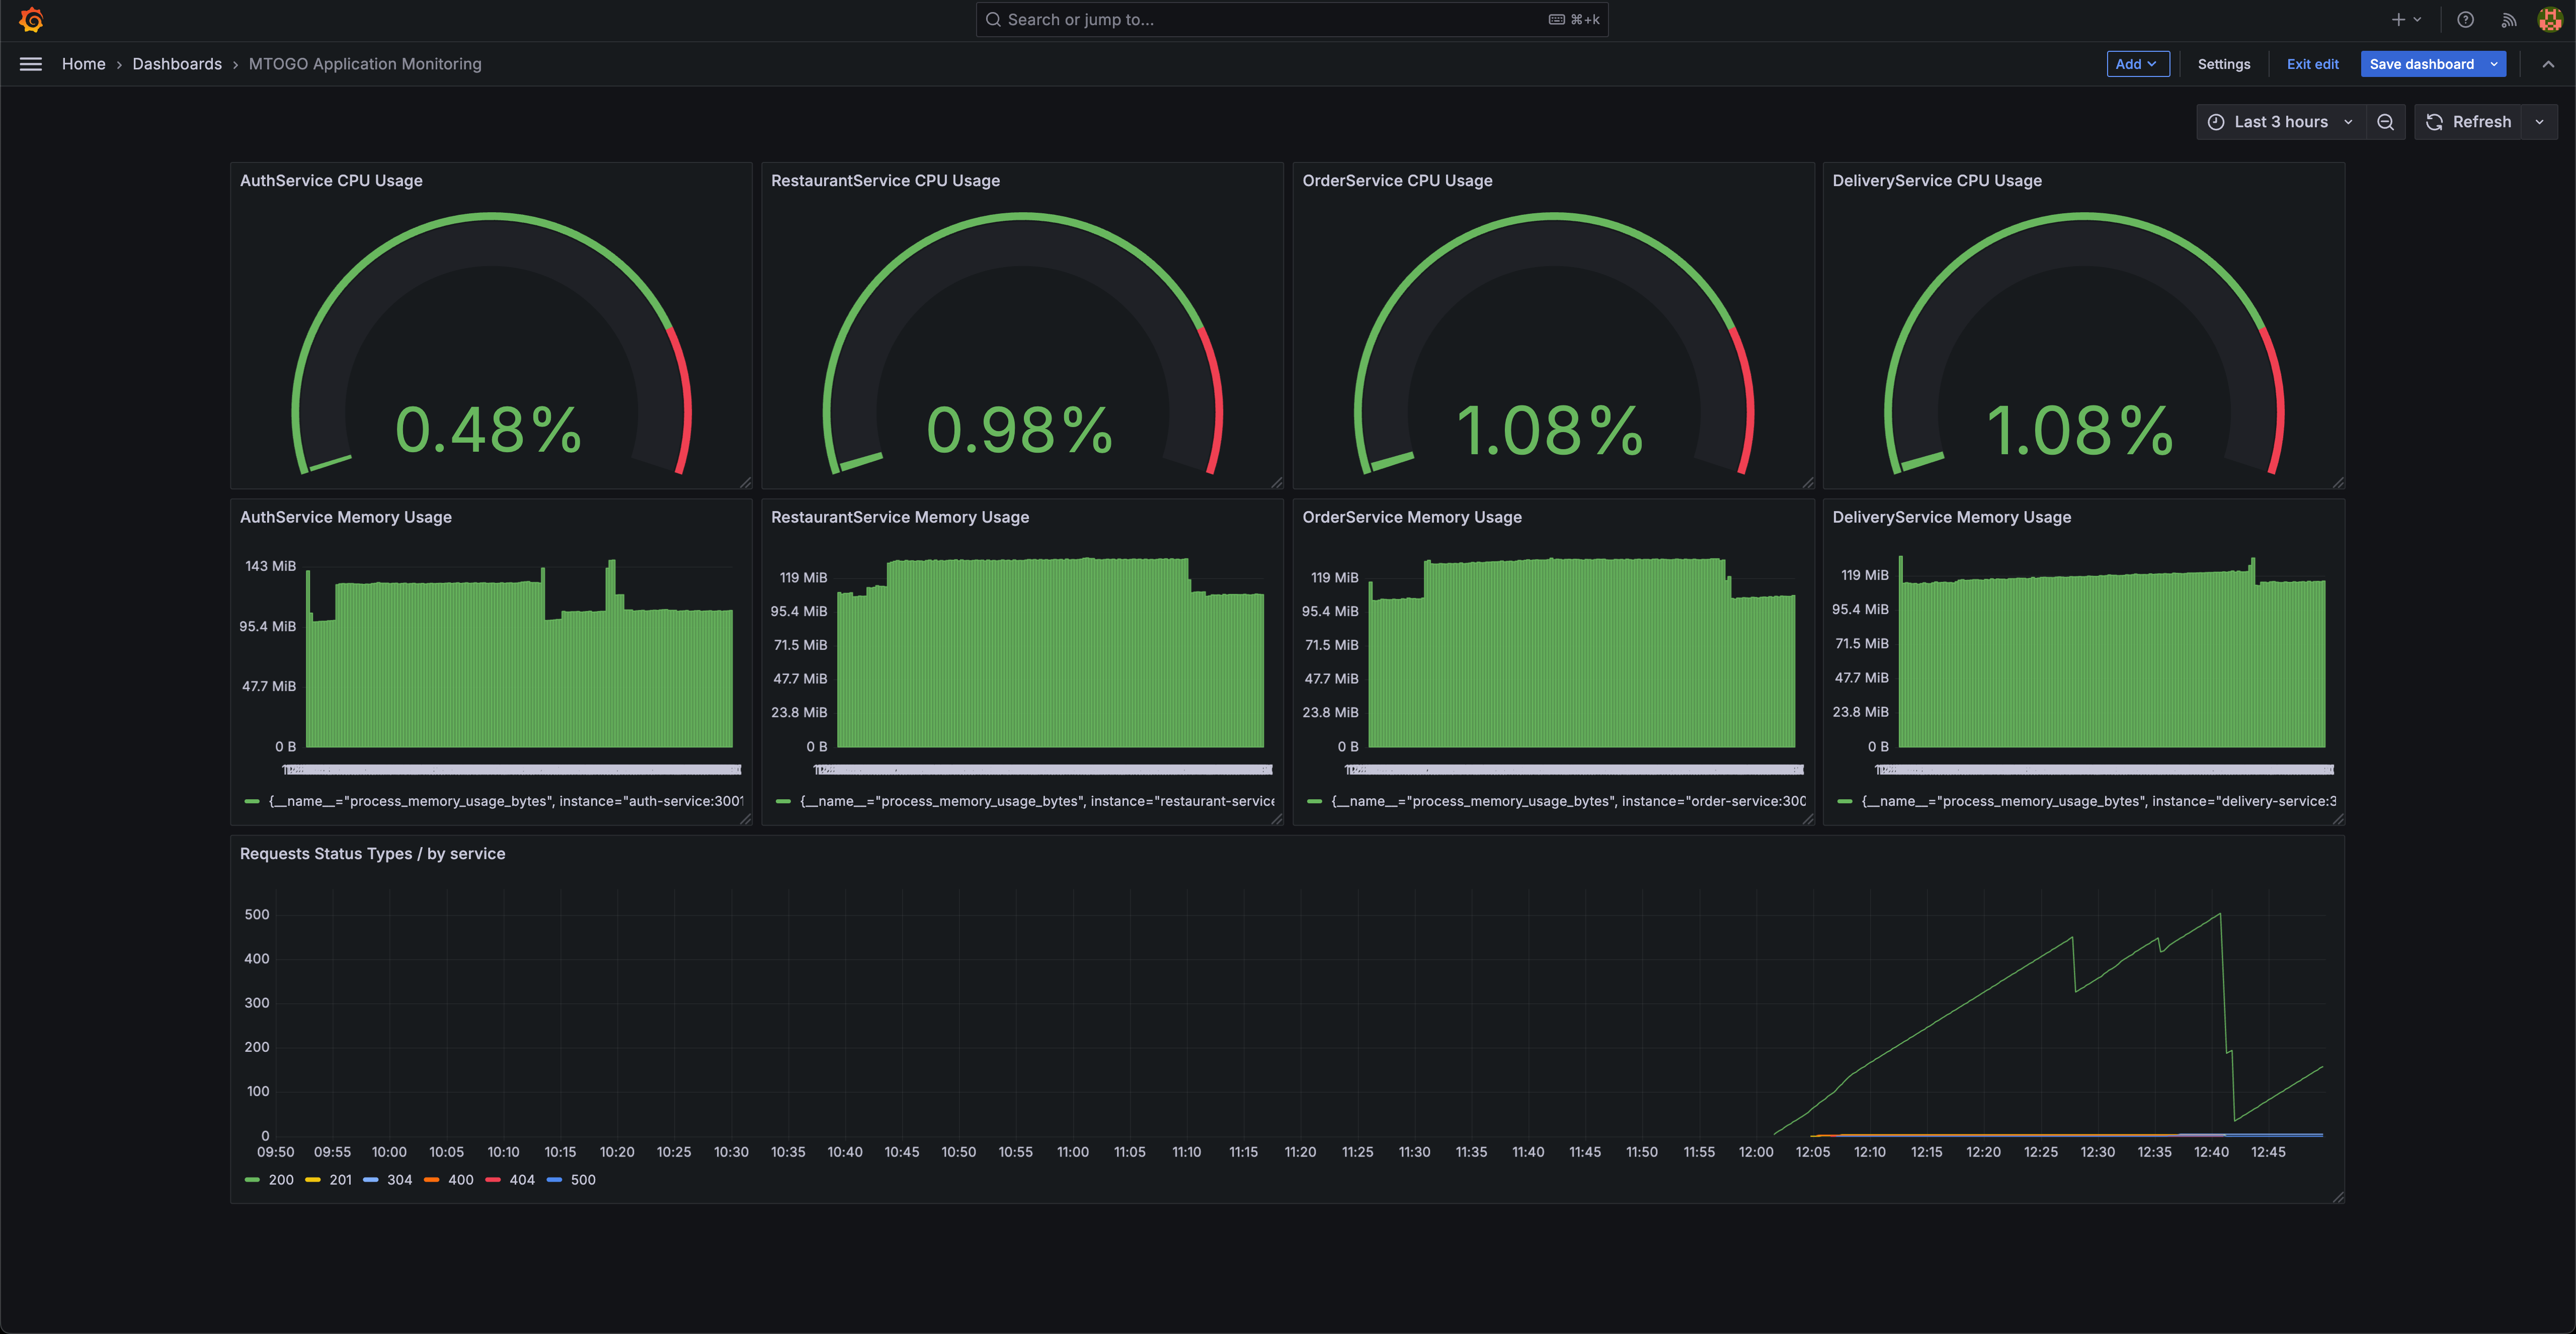 Search or jump to...
⌘+k
Home › Dashboards › MTOGO Application Monitoring
Add
Settings
Exit edit
Save dashboard
Last 3 hours
Refresh
AuthService CPU Usage
0.48%
RestaurantService CPU Usage
0.98%
OrderService CPU Usage
1.08%
DeliveryService CPU Usage
1.08%
AuthService Memory Usage
143 MiB
95.4 MiB
47.7 MiB
0 B
{__name__="process_memory_usage_bytes", instance="auth-service:3001
RestaurantService Memory Usage
119 MiB
95.4 MiB
71.5 MiB
47.7 MiB
23.8 MiB
0 B
{__name__="process_memory_usage_bytes", instance="restaurant-service
OrderService Memory Usage
119 MiB
95.4 MiB
71.5 MiB
47.7 MiB
23.8 MiB
0 B
{__name__="process_memory_usage_bytes", instance="order-service:300
DeliveryService Memory Usage
119 MiB
95.4 MiB
71.5 MiB
47.7 MiB
23.8 MiB
0 B
{__name__="process_memory_usage_bytes", instance="delivery-service:3
Requests Status Types / by service
500
400
300
200
100
0
09:50 09:55 10:00 10:05 10:10 10:15 10:20 10:25 10:30 10:35 10:40 10:45 10:50 10:55 11:00 11:05 11:10 11:15 11:20 11:25 11:30 11:35 11:40 11:45 11:50 11:55 12:00 12:05 12:10 12:15 12:20 12:25 12:30 12:35 12:40 12:45
200 201 304 400 404 500